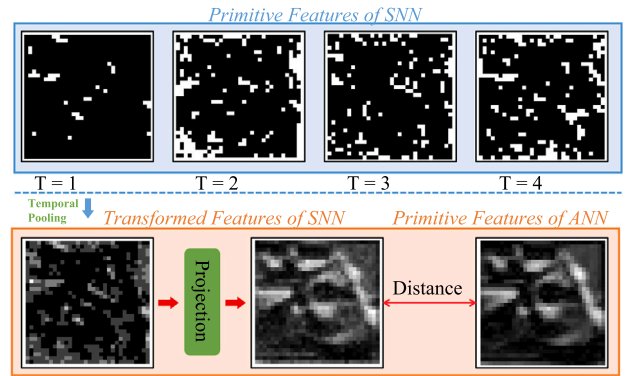 Primitive Features of SNN
T = 1
T = 2
T = 3
T = 4
Temporal
Pooling
Transformed Features of SNN
Primitive Features of ANN
Projection
Distance